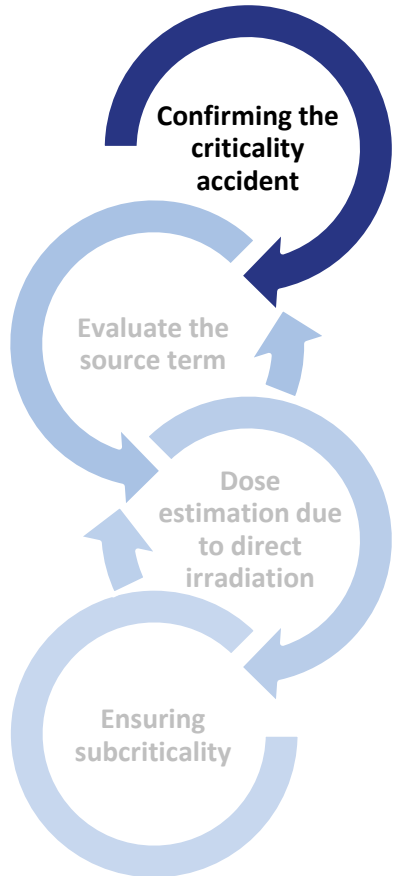 Confirming the
criticality
accident
Evaluate the
source term
Dose
estimation due
to direct
irradiation
Ensuring
subcriticality